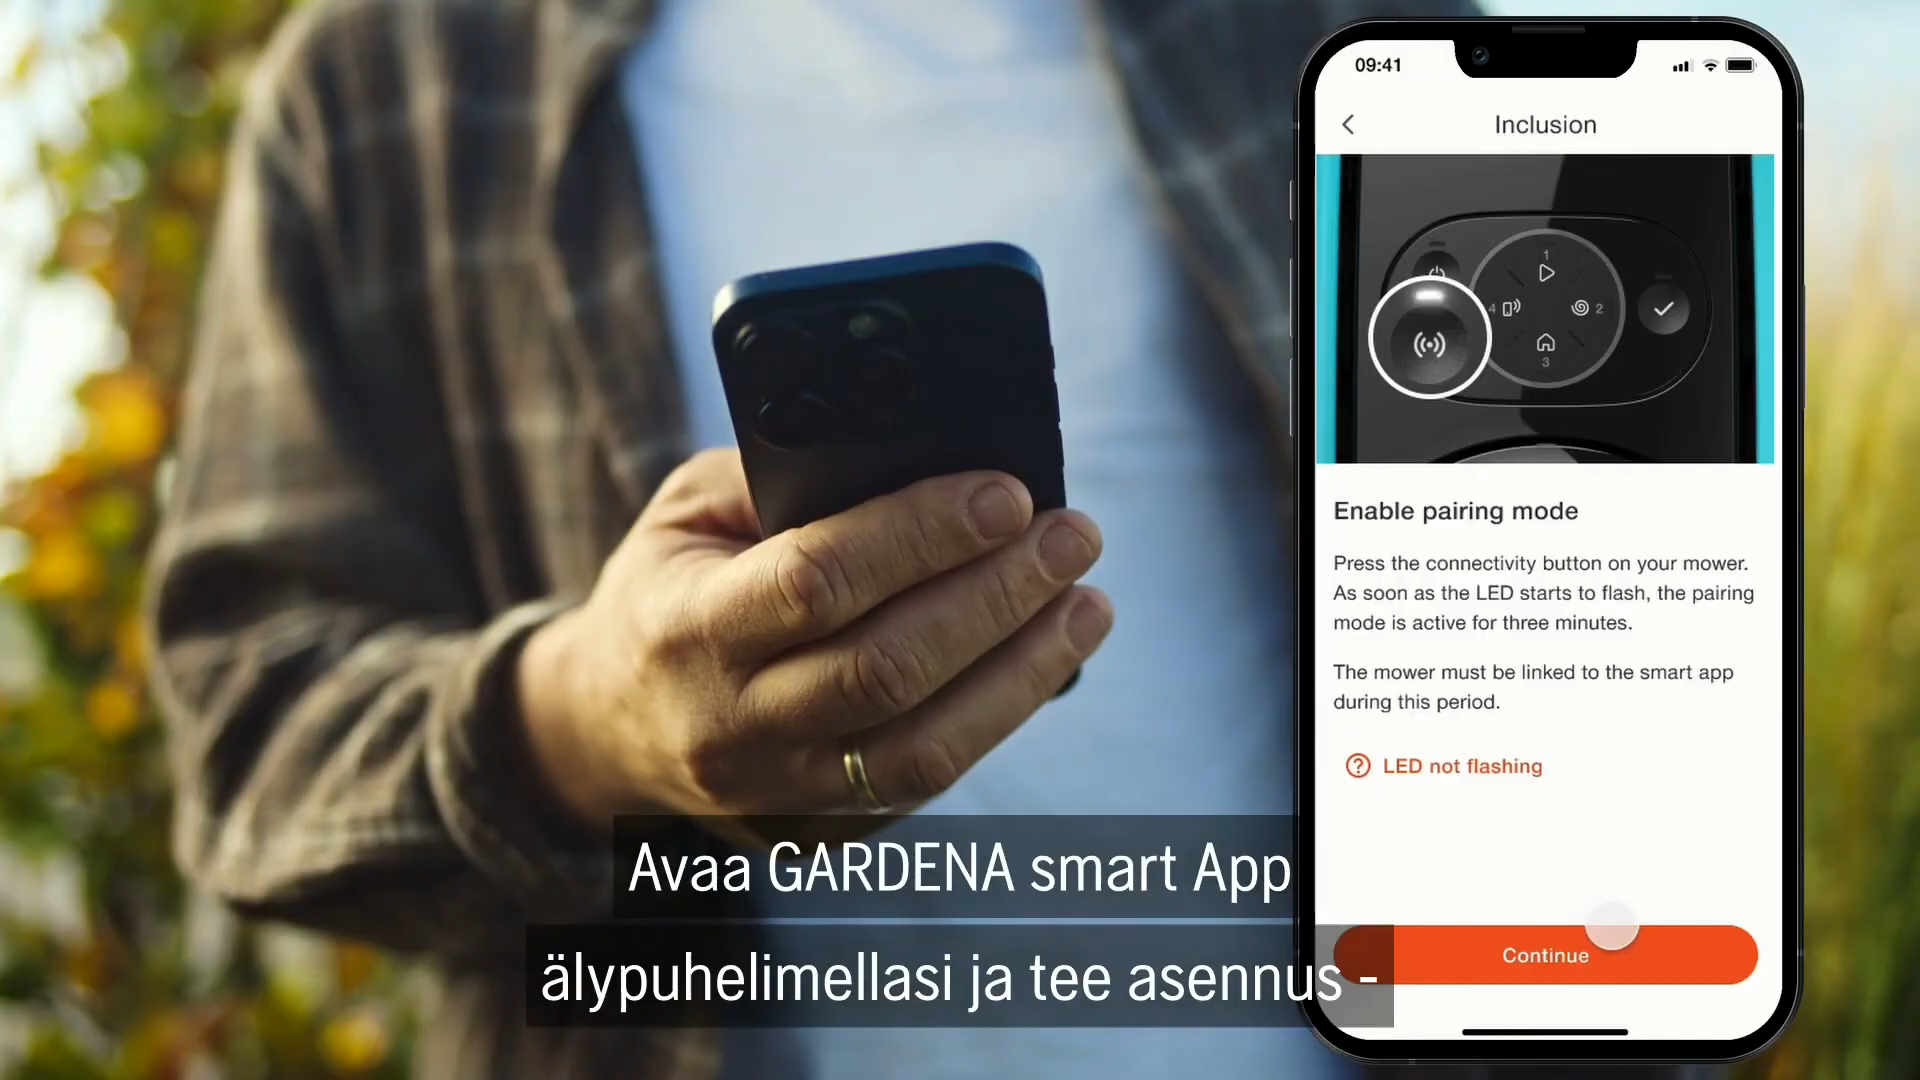 09:41
Inclusion
1
4
2
3
Enable pairing mode
Press the connectivity button on your mower.
As soon as the LED starts to flash, the pairing
mode is active for three minutes.
The mower must be linked to the smart app
during this period.
? LED not flashing
Continue
Avaa GARDENA smart App
älypuhelimellasi ja tee asennus -